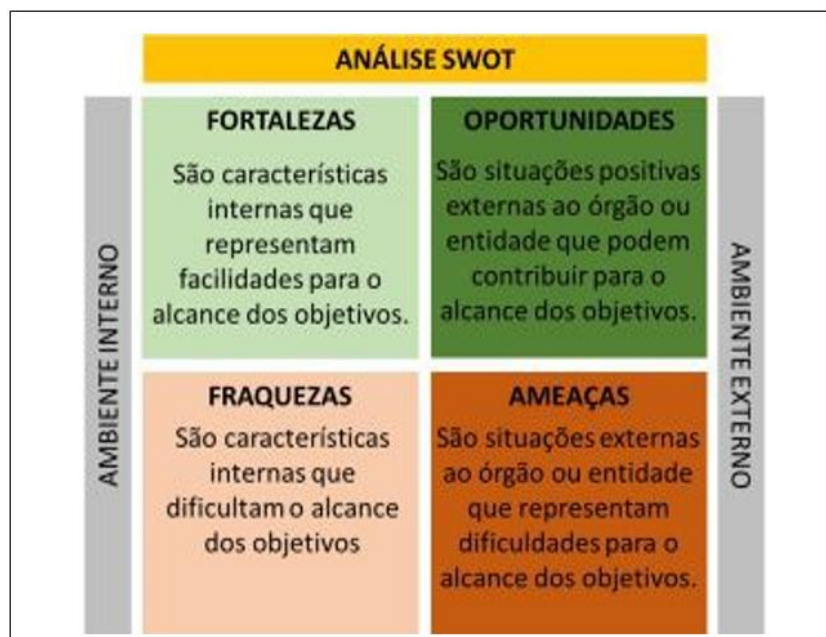 ANÁLISE SWOT
AMBIENTE INTERNO
FORTALEZAS
São características
internas que
representam
facilidades para o
alcance dos objetivos.
OPORTUNIDADES
São situações positivas
externas ao órgão ou
entidade que podem
contribuir para o
alcance dos objetivos.
FRAQUEZAS
São características
internas que
dificultam o alcance
dos objetivos
AMEAÇAS
São situações externas
ao órgão ou entidade
que representam
dificuldades para o
alcance dos objetivos.
AMBIENTE EXTERNO